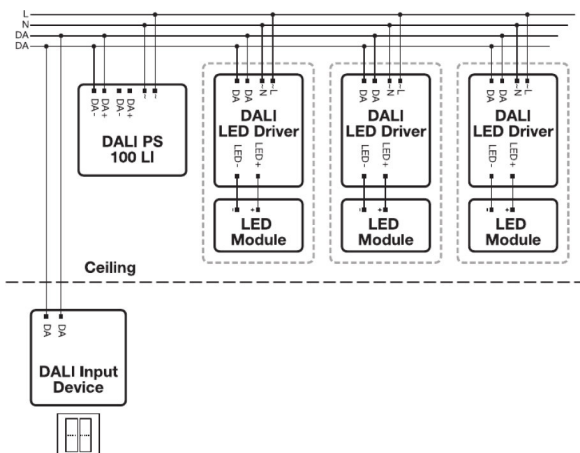 L
N
DA
DA
DA-
DA+
DA-
DA+
~
~
DALI PS
100 LI
DA
DA
~N
~L
DALI
LED Driver
LED-
LED+
- +
LED
Module
DA
DA
~N
~L
DALI
LED Driver
LED-
LED+
- +
LED
Module
DA
DA
~N
~L
DALI
LED Driver
LED-
LED+
- +
LED
Module
Ceiling
DA
DA
DALI Input
Device